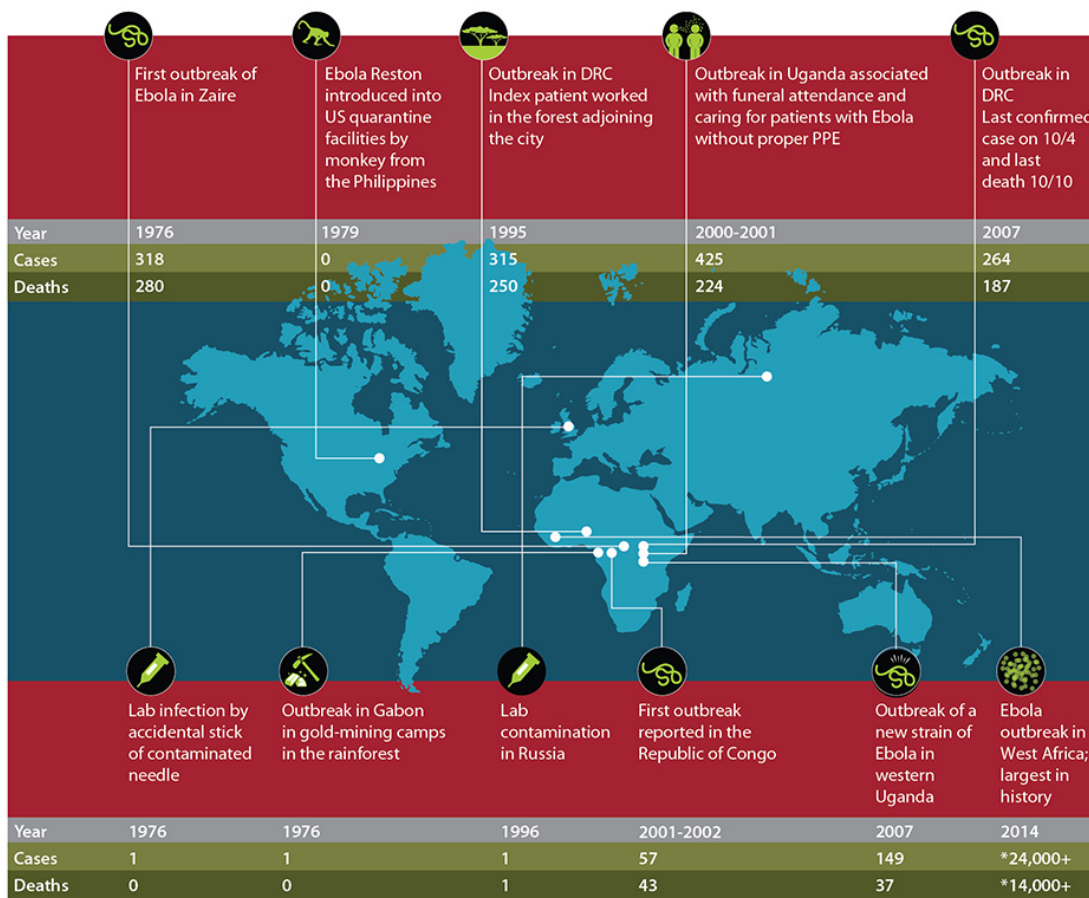 First outbreak of
Ebola in Zaire
Ebola Reston
introduced into
US quarantine
facilities by
monkey from
the Philippines
Outbreak in DRC
Index patient worked
in the forest adjoining
the city
Outbreak in Uganda associated
with funeral attendance and
caring for patients with Ebola
without proper PPE
Outbreak in
DRC
Last confirmed
case on 10/4
and last
death 10/10
Year 1976 1979 1995 2000-2001 2007
Cases 318 0 315 425 264
Deaths 280 0 250 224 187
Lab infection by
accidental stick
of contaminated
needle
Outbreak in Gabon
in gold-mining camps
in the rainforest
Lab
contamination
in Russia
First outbreak
reported in the
Republic of Congo
Outbreak of a
new strain of
Ebola in
western
Uganda
Ebola
outbreak in
West Africa;
largest in
history
Year 1976 1976 1996 2001-2002 2007 2014
Cases 1 1 1 57 149 *24,000+
Deaths 0 0 1 43 37 *14,000+